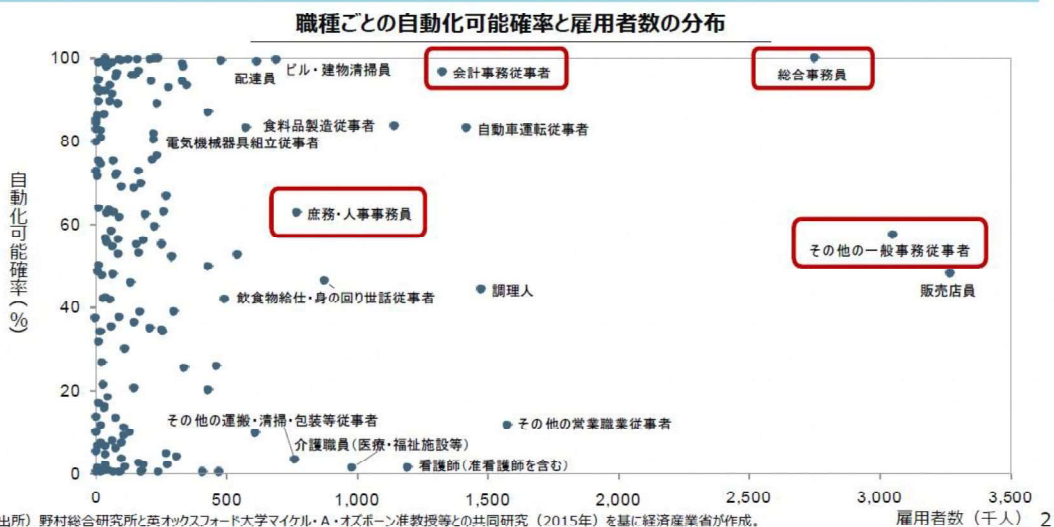 職種ごとの自動化可能確率と雇用者数の分布
100
80
60
40
20
0
自動化可能確率(%)
配達員
ビル・建物清掃員
会計事務従事者
総合事務員
食料品製造従事者
自動車運転従事者
電気機械器具組立従事者
庶務・人事事務員
その他の一般事務従事者
販売店員
飲食物給仕・身の回り世話従事者
調理人
その他の運搬・清掃・包装等従事者
その他の営業職業従事者
介護職員(医療・福祉施設等)
看護師(准看護師を含む)
0 500 1,000 1,500 2,000 2,500 3,000 3,500
雇用者数(千人)
出所)野村総合研究所と英オックスフォード大学マイケル・A・オズボーン准教授等との共同研究(2015年)を基に経済産業省が作成。
2